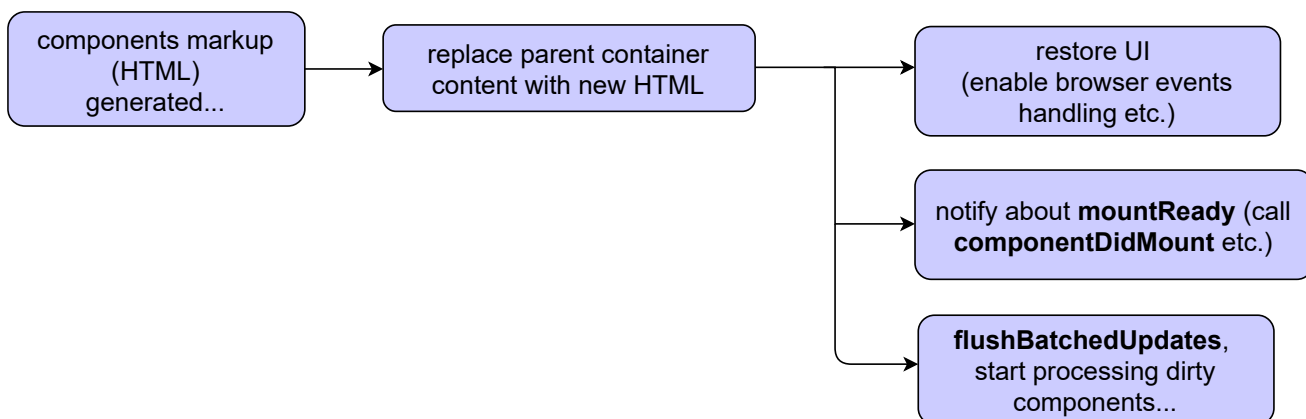 components markup
(HTML)
generated...
replace parent container
content with new HTML
restore UI
(enable browser events
handling etc.)
notify about mountReady (call
componentDidMount etc.)
flushBatchedUpdates,
start processing dirty
components...